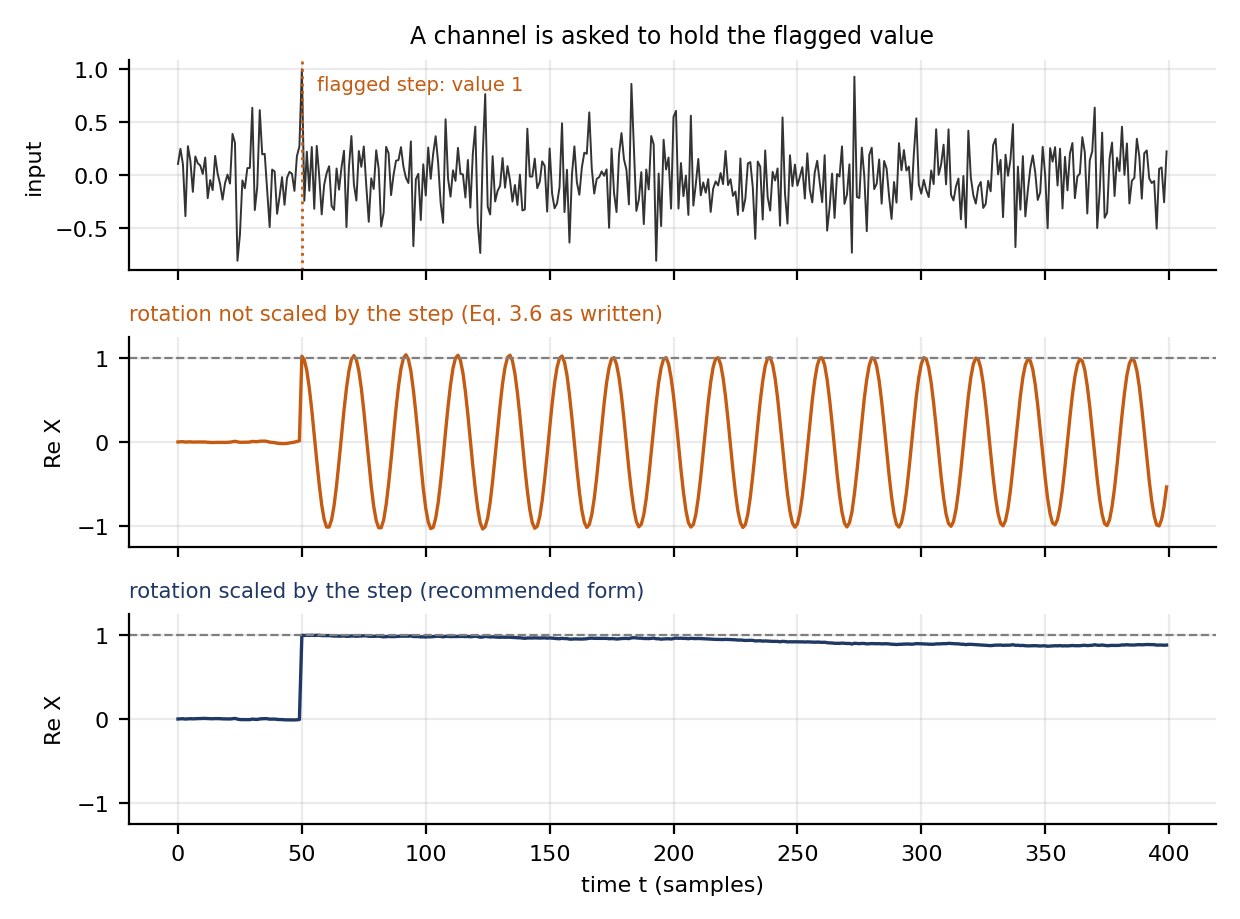 A channel is asked to hold the flagged value
1.0
0.5
0.0
−0.5
input
flagged step: value 1
rotation not scaled by the step (Eq. 3.6 as written)
1
0
−1
Re X
rotation scaled by the step (recommended form)
1
0
−1
Re X
0 50 100 150 200 250 300 350 400
time t (samples)